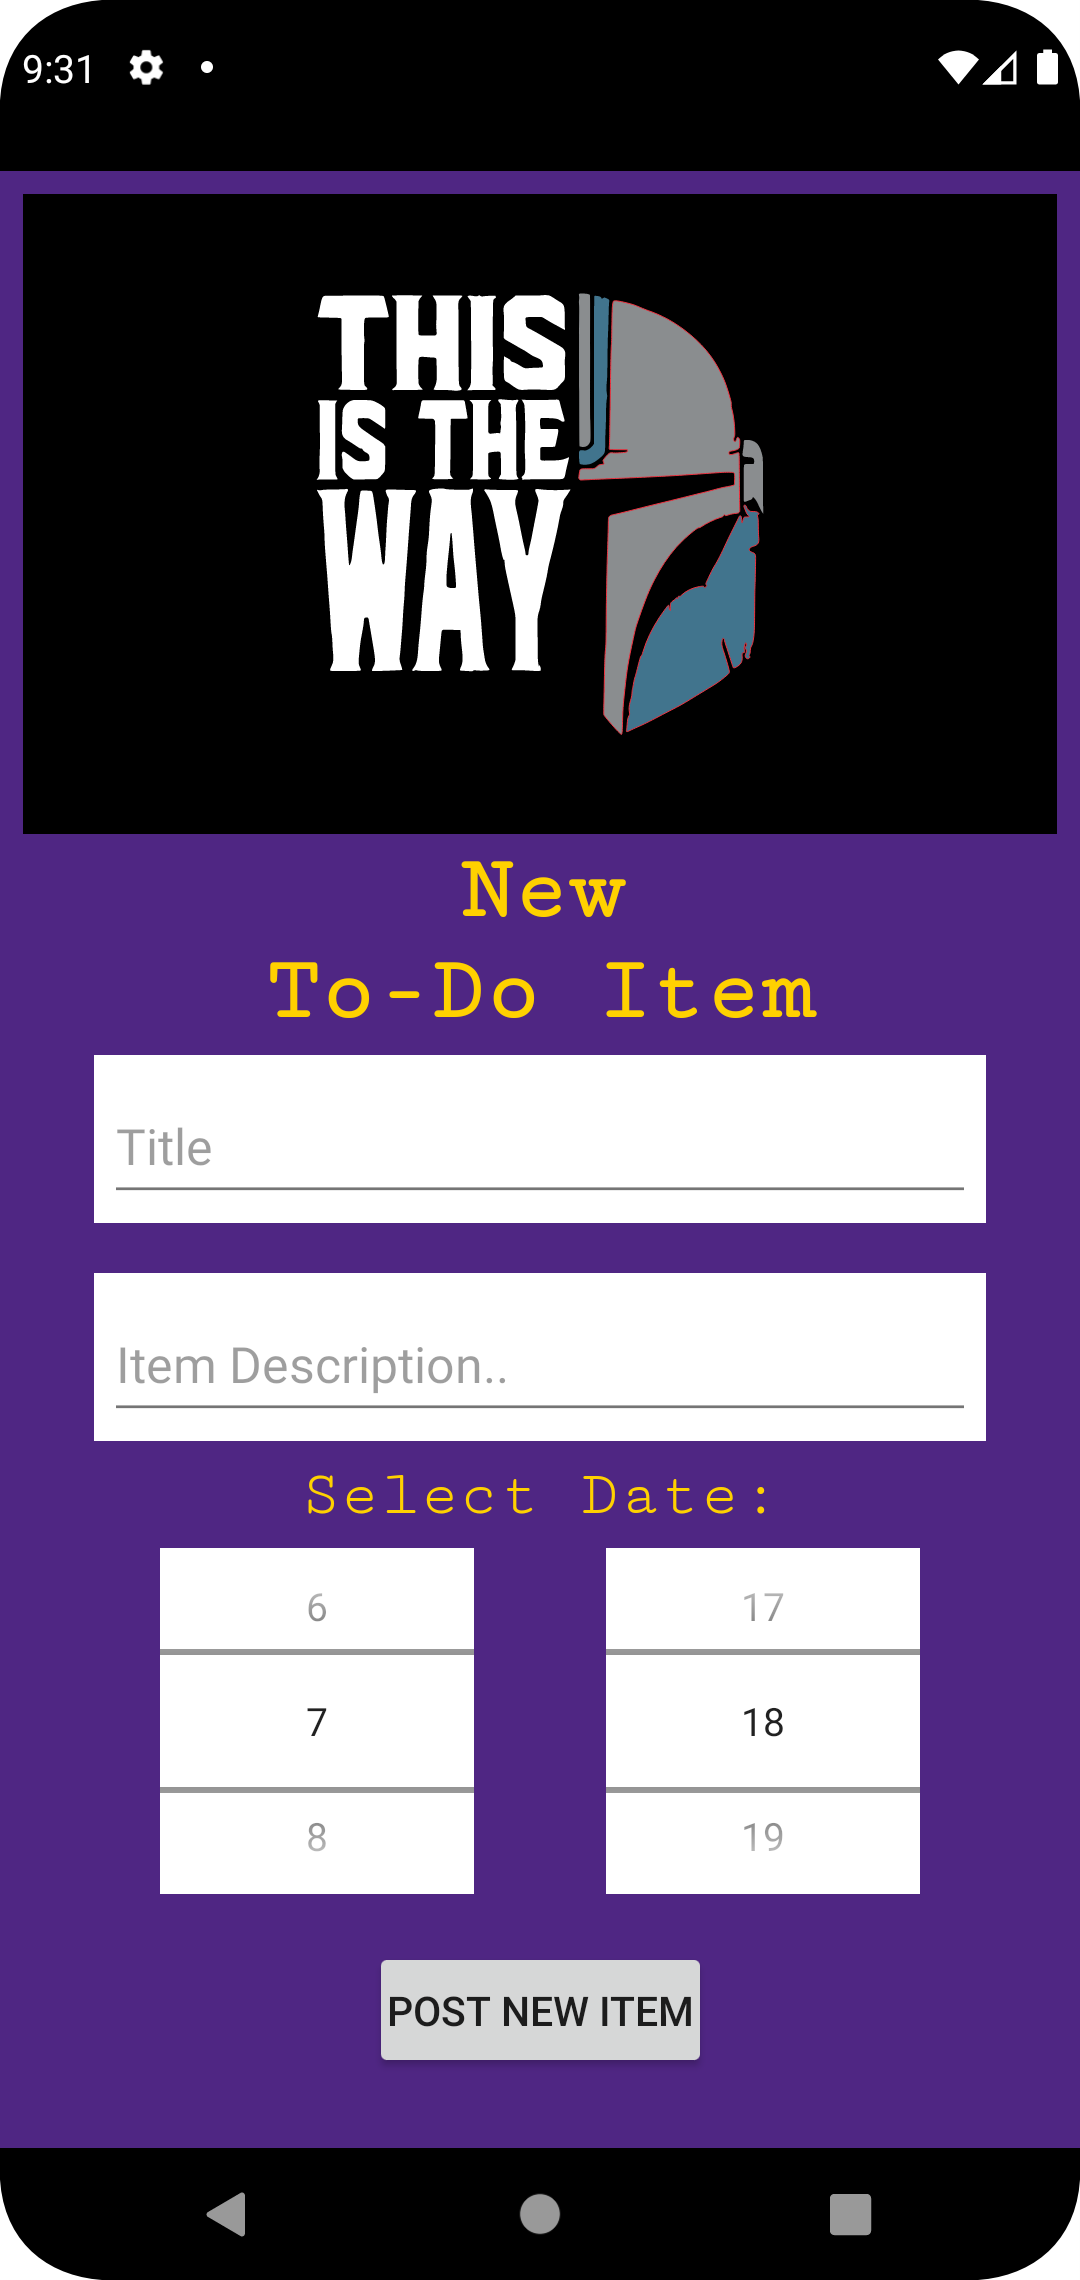 9:31
THIS
IS THE
WAY
New
To-Do Item
Title
Item Description..
Select Date:
6 17
7 18
8 19
POST NEW ITEM